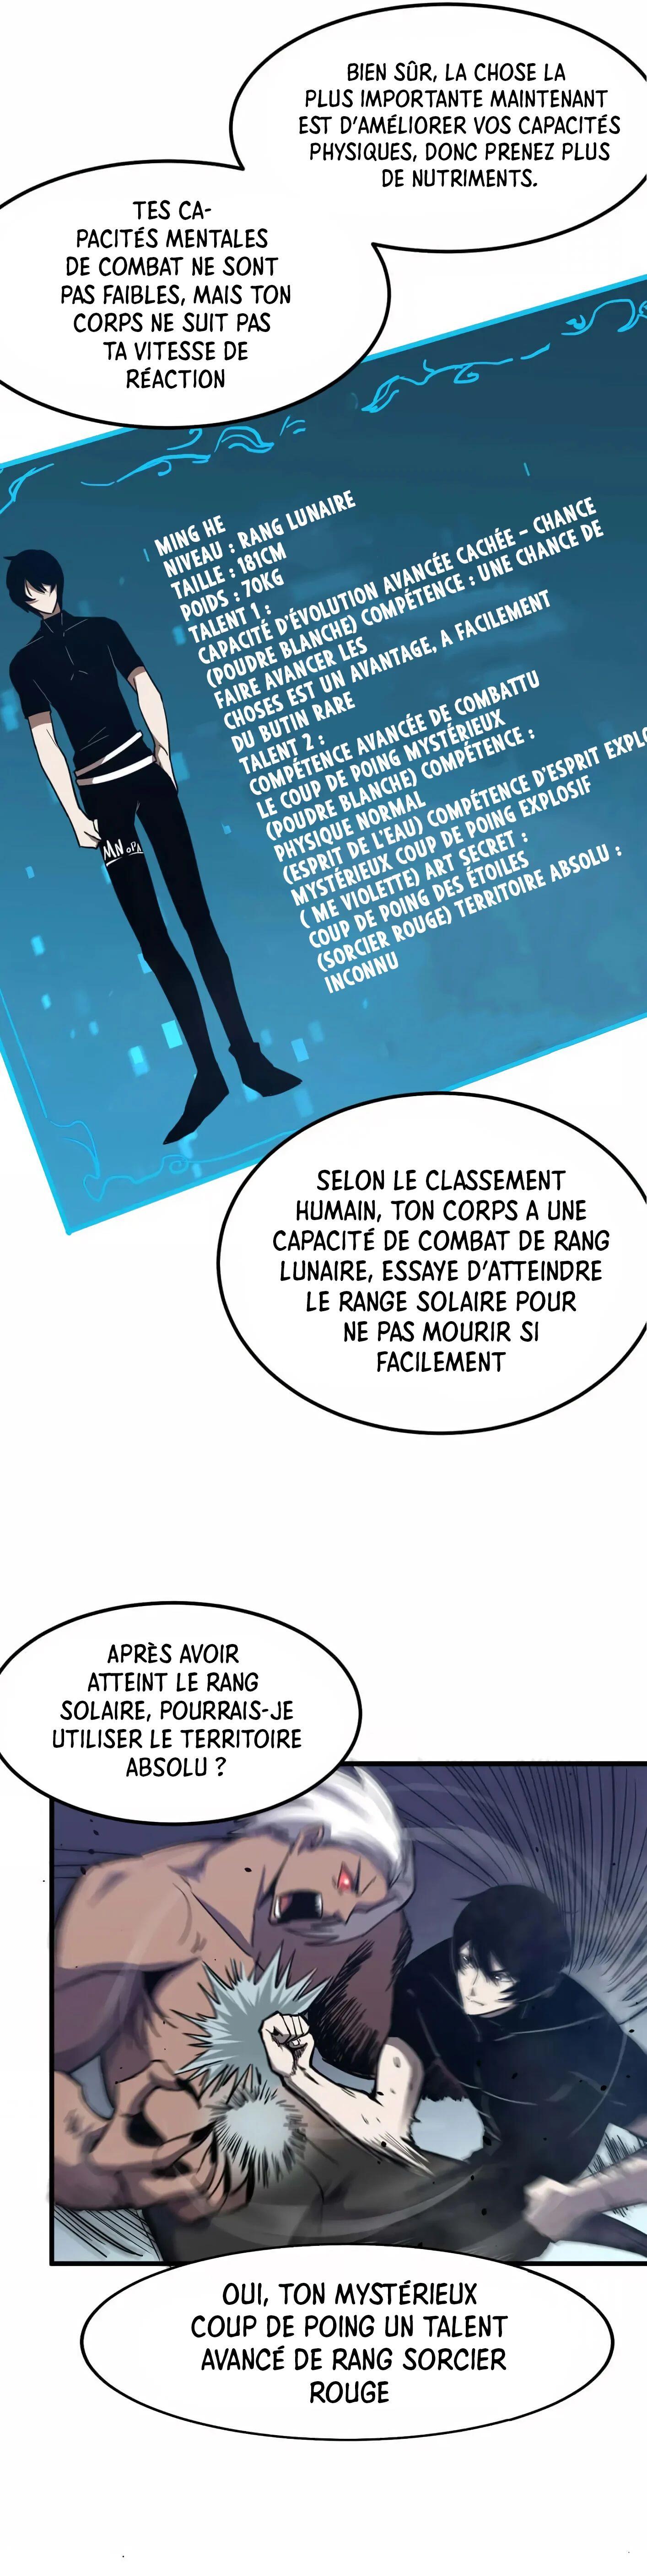 BIEN SÛR, LA CHOSE LA
PLUS IMPORTANTE MAINTENANT
EST D'AMÉLIORER VOS CAPACITÉS
PHYSIQUES, DONC PRENEZ PLUS
DE NUTRIMENTS.
TES CA-
PACITÉS MENTALES
DE COMBAT NE SONT
PAS FAIBLES, MAIS TON
CORPS NE SUIT PAS
TA VITESSE DE
RÉACTION
MING HE
NIVEAU : RANG LUNAIRE
TAILLE : 181CM
POIDS : 70KG
TALENT 1 :
CAPACITÉ D'ÉVOLUTION AVANCÉE CACHÉE - CHANCE
(POUDRE BLANCHE) COMPÉTENCE : UNE CHANCE DE
FAIRE AVANCER LES
CHOSES EST UN AVANTAGE, A FACILEMENT
DU BUTIN RARE
TALENT 2 :
COMPÉTENCE AVANCÉE DE COMBATTU
LE COUP DE POING MYSTÉRIEUX
(POUDRE BLANCHE) COMPÉTENCE :
PHYSIQUE NORMAL
(ESPRIT DE L'EAU) COMPÉTENCE D'ESPRIT EXPLO
MYSTÉRIEUX COUP DE POING EXPLOSIF
( ME VIOLETTE) ART SECRET :
COUP DE POING DES ÉTOILES
(SORCIER ROUGE) TERRITOIRE ABSOLU :
INCONNU
MN OPA
SELON LE CLASSEMENT
HUMAIN, TON CORPS A UNE
CAPACITÉ DE COMBAT DE RANG
LUNAIRE, ESSAYE D'ATTEINDRE
LE RANGE SOLAIRE POUR
NE PAS MOURIR SI
FACILEMENT
APRÈS AVOIR
ATTEINT LE RANG
SOLAIRE, POURRAIS-JE
UTILISER LE TERRITOIRE
ABSOLU ?
OUI, TON MYSTÉRIEUX
COUP DE POING UN TALENT
AVANCÉ DE RANG SORCIER
ROUGE